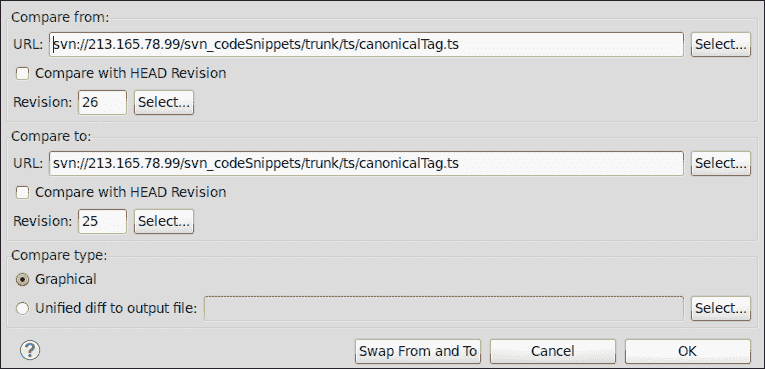 Compare from:
URL: svn://213.165.78.99/svn_codeSnippets/trunk/ts/canonicalTag.ts Select...
Compare with HEAD Revision
Revision: 26 Select...
Compare to:
URL: svn://213.165.78.99/svn_codeSnippets/trunk/ts/canonicalTag.ts Select...
Compare with HEAD Revision
Revision: 25 Select...
Compare type:
Graphical
Unified diff to output file: Select...
? Swap From and To Cancel OK